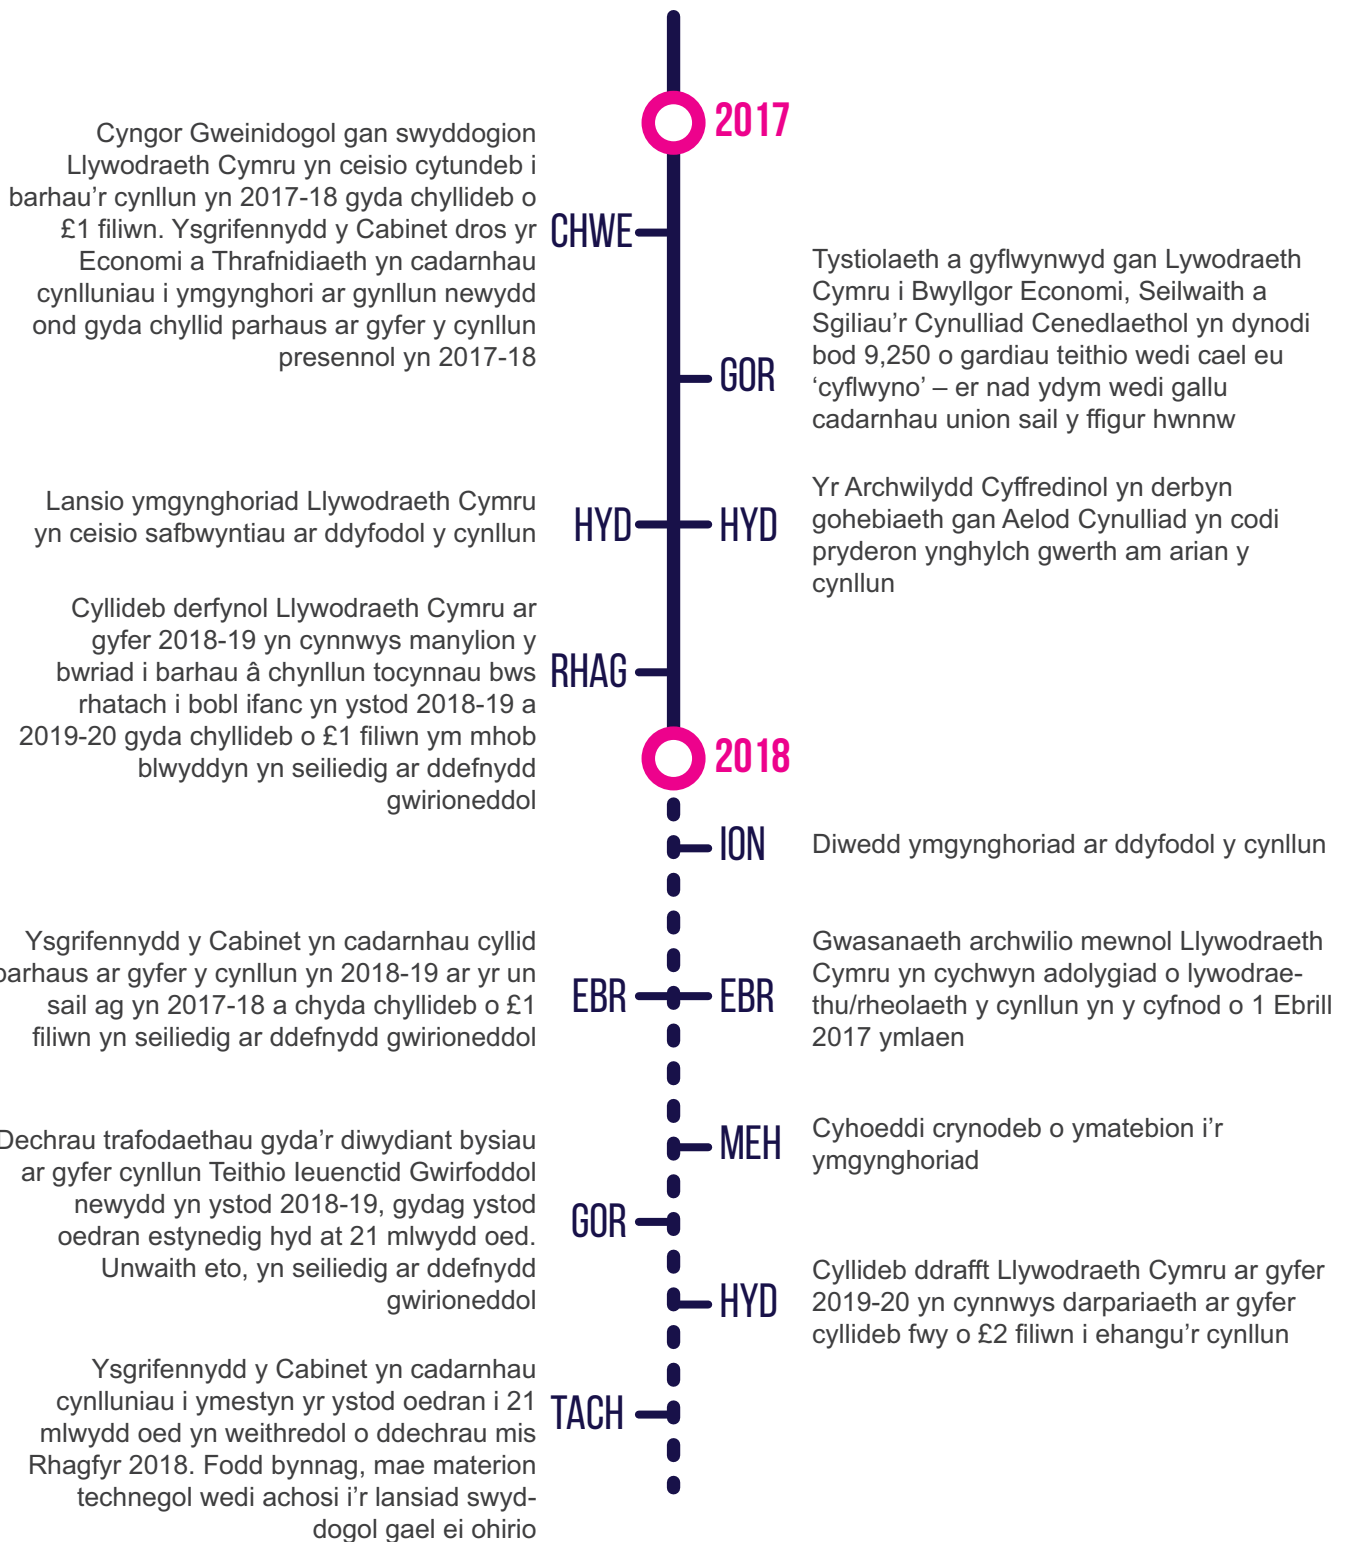 2017
Cyngor Gweinidogol gan swyddogion
Llywodraeth Cymru yn ceisio cytundeb i
barhau’r cynllun yn 2017-18 gyda chyllideb o
£1 filiwn. Ysgrifennydd y Cabinet dros yr
Economi a Thrafnidiaeth yn cadarnhau
cynlluniau i ymgynghori ar gynllun newydd
ond gyda chyllid parhaus ar gyfer y cynllun
presennol yn 2017-18
CHWE
GOR
Tystiolaeth a gyflwynwyd gan Lywodraeth
Cymru i Bwyllgor Economi, Seilwaith a
Sgiliau’r Cynulliad Cenedlaethol yn dynodi
bod 9,250 o gardiau teithio wedi cael eu
‘cyflwyno’ – er nad ydym wedi gallu
cadarnhau union sail y ffigur hwnnw
Lansio ymgynghoriad Llywodraeth Cymru
yn ceisio safbwyntiau ar ddyfodol y cynllun
HYD
HYD
Yr Archwilydd Cyffredinol yn derbyn
gohebiaeth gan Aelod Cynulliad yn codi
pryderon ynghylch gwerth am arian y
cynllun
Cyllideb derfynol Llywodraeth Cymru ar
gyfer 2018-19 yn cynnwys manylion y
bwriad i barhau â chynllun tocynnau bws
rhatach i bobl ifanc yn ystod 2018-19 a
2019-20 gyda chyllideb o £1 filiwn ym mhob
blwyddyn yn seiliedig ar ddefnydd
gwirioneddol
RHAG
2018
ION
Diwedd ymgynghoriad ar ddyfodol y cynllun
Ysgrifennydd y Cabinet yn cadarnhau cyllid
parhaus ar gyfer y cynllun yn 2018-19 ar yr un
sail ag yn 2017-18 a chyda chyllideb o £1
filiwn yn seiliedig ar ddefnydd gwirioneddol
EBR
EBR
Gwasanaeth archwilio mewnol Llywodraeth
Cymru yn cychwyn adolygiad o lywodrae-
thu/rheolaeth y cynllun yn y cyfnod o 1 Ebrill
2017 ymlaen
MEH
Cyhoeddi crynodeb o ymatebion i’r
ymgynghoriad
Dechrau trafodaethau gyda’r diwydiant bysiau
ar gyfer cynllun Teithio Ieuenctid Gwirfoddol
newydd yn ystod 2018-19, gydag ystod
oedran estynedig hyd at 21 mlwydd oed.
Unwaith eto, yn seiliedig ar ddefnydd
gwirioneddol
GOR
HYD
Cyllideb ddrafft Llywodraeth Cymru ar gyfer
2019-20 yn cynnwys darpariaeth ar gyfer
cyllideb fwy o £2 filiwn i ehangu’r cynllun
Ysgrifennydd y Cabinet yn cadarnhau
cynlluniau i ymestyn yr ystod oedran i 21
mlwydd oed yn weithredol o ddechrau mis
Rhagfyr 2018. Fodd bynnag, mae materion
technegol wedi achosi i’r lansiad swyd-
dogol gael ei ohirio
TACH